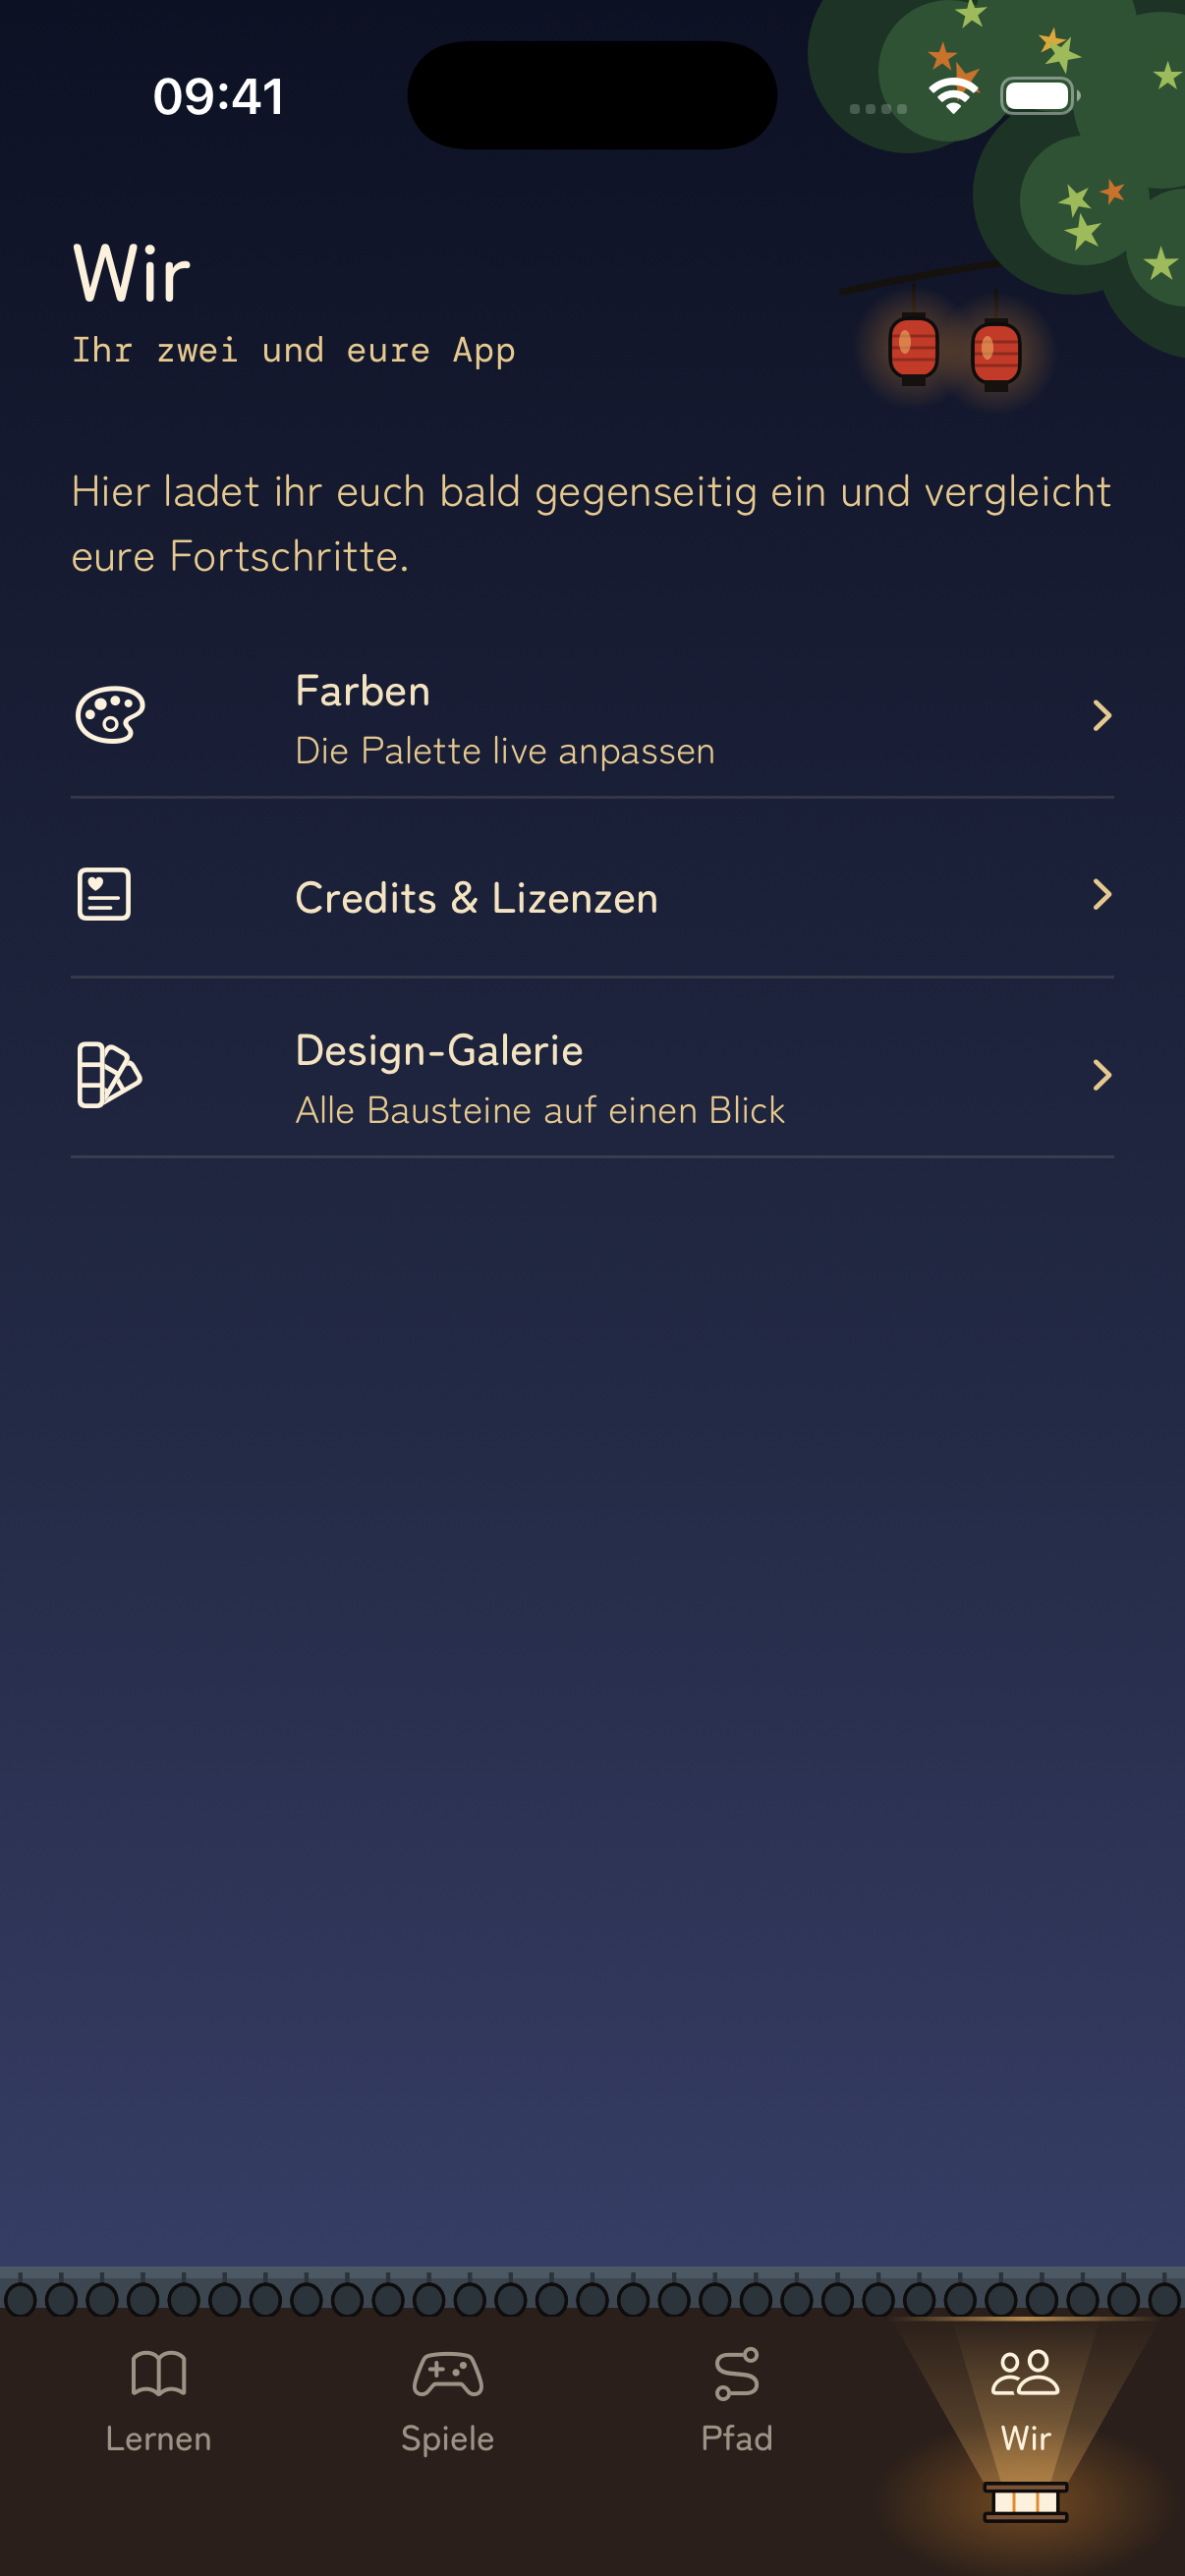 09:41
Wir
Ihr zwei und eure App
Hier ladet ihr euch bald gegenseitig ein und vergleicht
eure Fortschritte.
Farben
Die Palette live anpassen
Credits & Lizenzen
Design-Galerie
Alle Bausteine auf einen Blick
Lernen
Spiele
Pfad
Wir